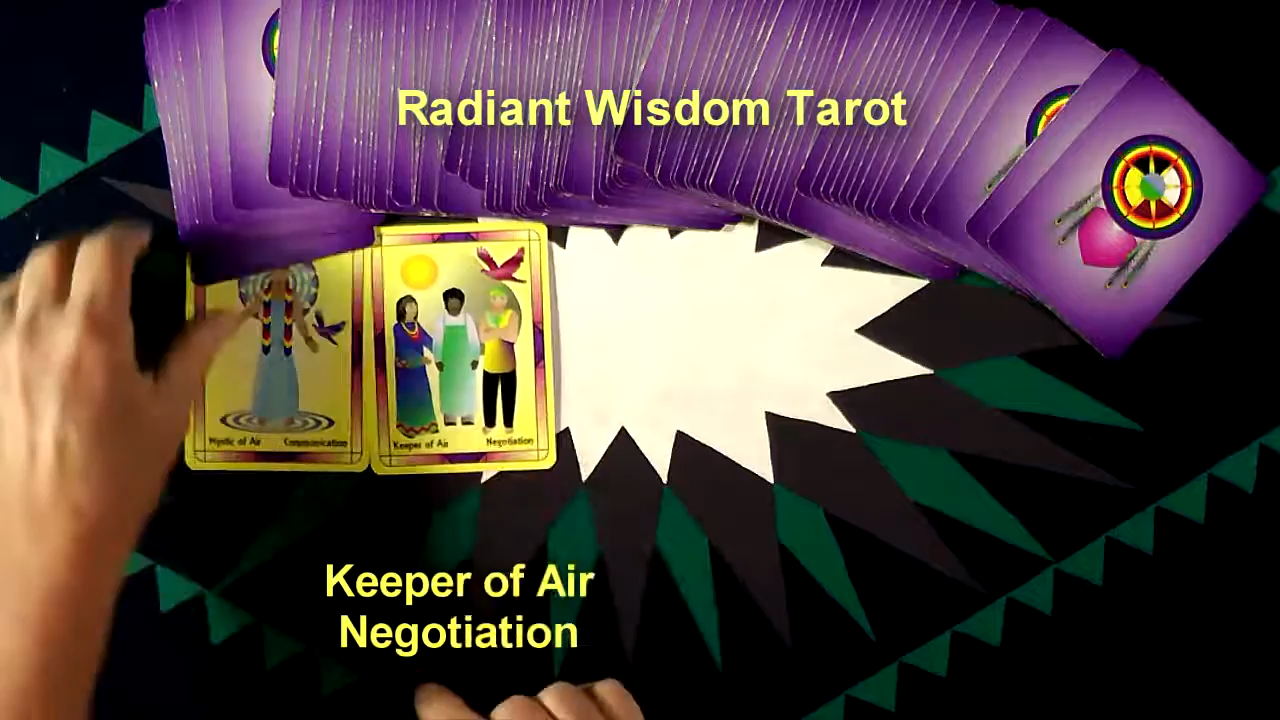 Radiant Wisdom Tarot
Mystic of Air Communication
Keeper of Air Negotiation
Keeper of Air
Negotiation